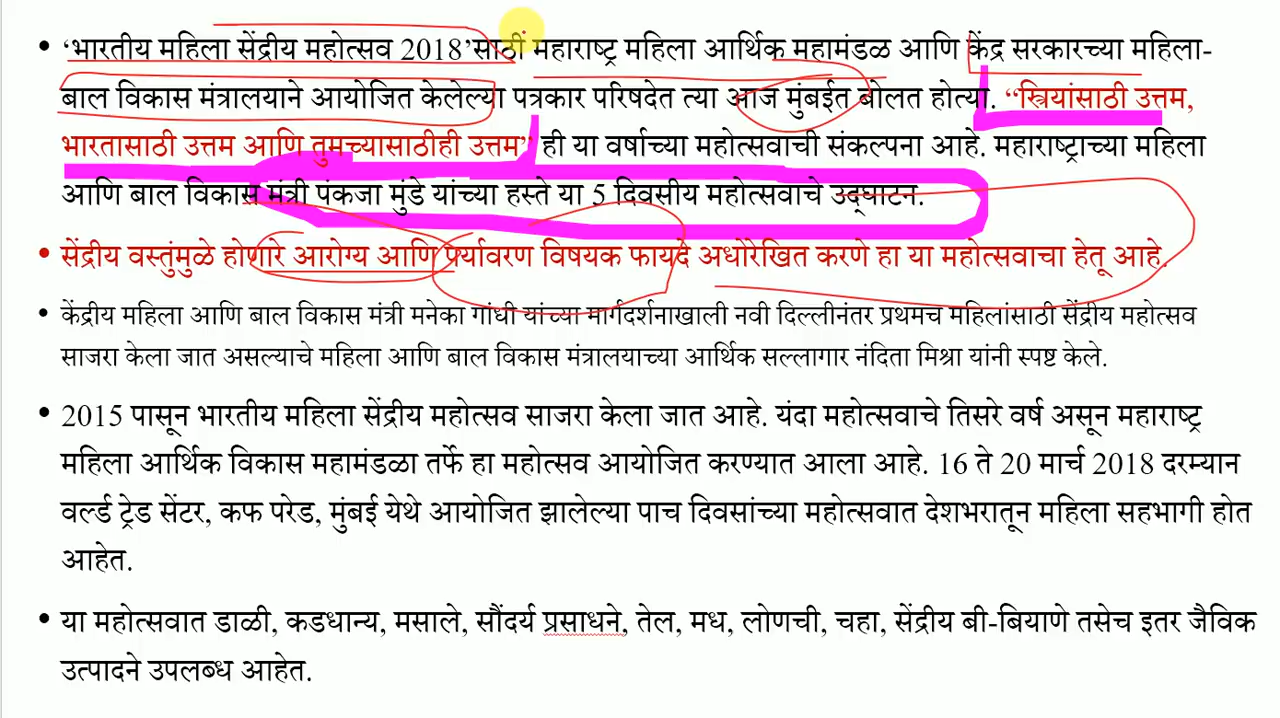 • ‘भारतीय महिला सेंद्रीय महोत्सव 2018’साठीं महाराष्ट्र महिला आर्थिक महामंडळ आणि केंद्र सरकारच्या महिला-
बाल विकास मंत्रालयाने आयोजित केलेल्या पत्रकार परिषदेत त्या आज मुंबईत बोलत होत्या. “स्त्रियांसाठी उत्तम,
भारतासाठी उत्तम आणि तुमच्यासाठीही उत्तम” ही या वर्षाच्या महोत्सवाची संकल्पना आहे. महाराष्ट्राच्या महिला
आणि बाल विकास मंत्री पंकजा मुंडे यांच्या हस्ते या 5 दिवसीय महोत्सवाचे उद्घाटन.
• सेंद्रीय वस्तुंमुळे होणारे आरोग्य आणि प्रर्यावरण विषयक फायदे अधोरेखित करणे हा या महोत्सवाचा हेतू आहे.
• केंद्रीय महिला आणि बाल विकास मंत्री मनेका गांधी यांच्या मार्गदर्शनाखाली नवी दिल्लीनंतर प्रथमच महिलांसाठी सेंद्रीय महोत्सव
साजरा केला जात असल्याचे महिला आणि बाल विकास मंत्रालयाच्या आर्थिक सल्लागार नंदिता मिश्रा यांनी स्पष्ट केले.
• 2015 पासून भारतीय महिला सेंद्रीय महोत्सव साजरा केला जात आहे. यंदा महोत्सवाचे तिसरे वर्ष असून महाराष्ट्र
महिला आर्थिक विकास महामंडळा तर्फे हा महोत्सव आयोजित करण्यात आला आहे. 16 ते 20 मार्च 2018 दरम्यान
वर्ल्ड ट्रेड सेंटर, कफ परेड, मुंबई येथे आयोजित झालेल्या पाच दिवसांच्या महोत्सवात देशभरातून महिला सहभागी होत
आहेत.
• या महोत्सवात डाळी, कडधान्य, मसाले, सौंदर्य प्रसाधने, तेल, मध, लोणची, चहा, सेंद्रीय बी-बियाणे तसेच इतर जैविक
उत्पादने उपलब्ध आहेत.